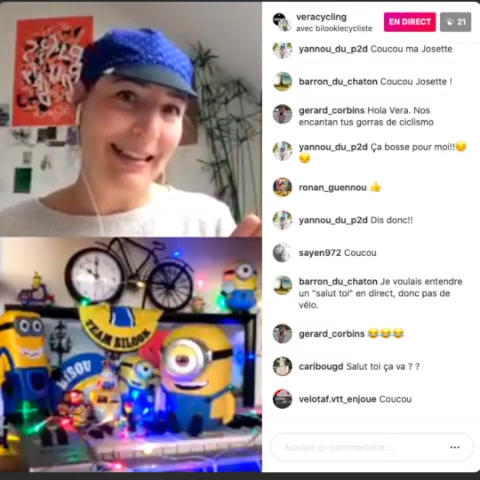 veracycling
avec bilooklecycliste
EN DIRECT
21
yannou_du_p2d Coucou ma Josette
barron_du_chaton Coucou Josette !
gerard_corbins Hola Vera. Nos
encantan tus gorras de ciclismo
yannou_du_p2d Ça bosse pour moi!!😏
😏
ronan_guennou 👍
yannou_du_p2d Dis donc!!
sayen972 Coucou
barron_du_chaton Je voulais entendre
un "salut toi" en direct, donc pas de
vélo.
gerard_corbins 😂😂😂
caribougd Salut toi ça va ? ?
velotaf.vtt_enjoue Coucou
Ajouter un commentaire...
TEAM BILOOK
BISOU